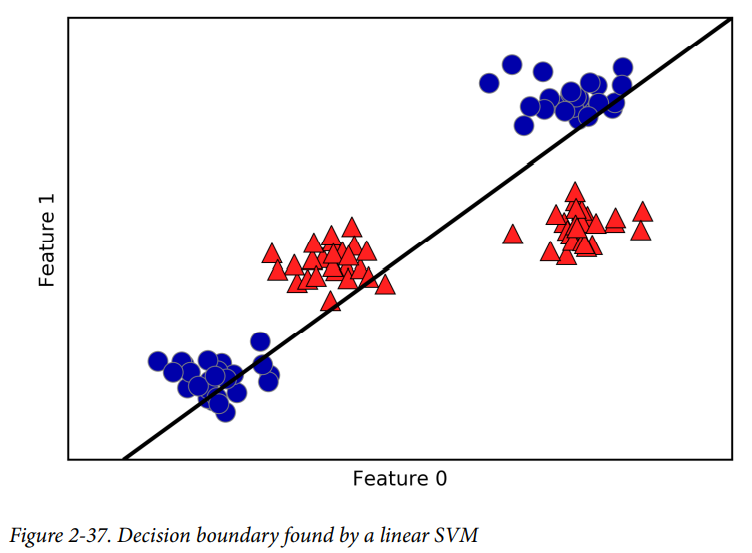 Feature 1
Feature 0
Figure 2-37. Decision boundary found by a linear SVM